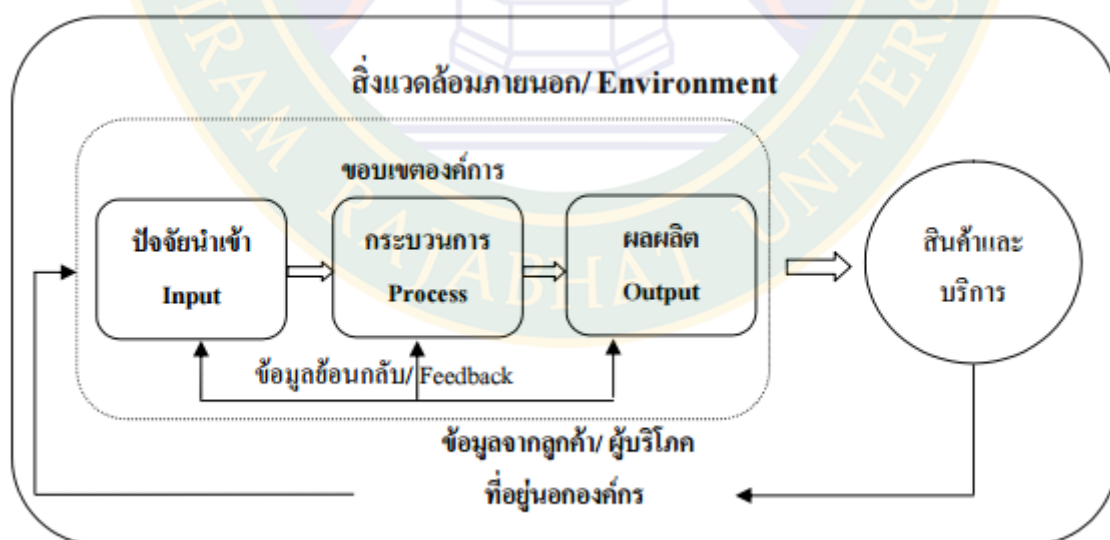 สิ่งแวดล้อมภายนอก/ Environment
ขอบเขตองค์การ
ปัจจัยนำเข้า
Input
กระบวนการ
Process
ผลผลิต
Output
สินค้าและ
บริการ
ข้อมูลย้อนกลับ/ Feedback
ข้อมูลจากลูกค้า/ ผู้บริโภค
ที่อยู่นอกองค์กร
IRAM RAJABHAT UNIVERS